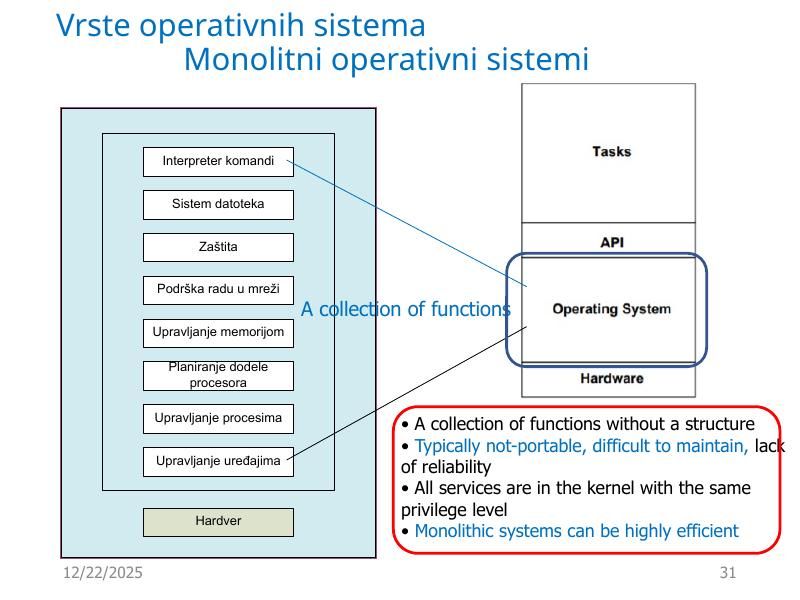 Vrste operativnih sistema
Monolitni operativni sistemi
Interpreter komandi
Sistem datoteka
Zaštita
Podrška radu u mreži
Upravljanje memorijom
Planiranje dodele
procesora
Upravljanje procesima
Upravljanje uređajima
Hardver
A collection of functions
Tasks
API
Operating System
Hardware
• A collection of functions without a structure
• Typically not-portable, difficult to maintain, lack
of reliability
• All services are in the kernel with the same
privilege level
• Monolithic systems can be highly efficient
12/22/2025
31